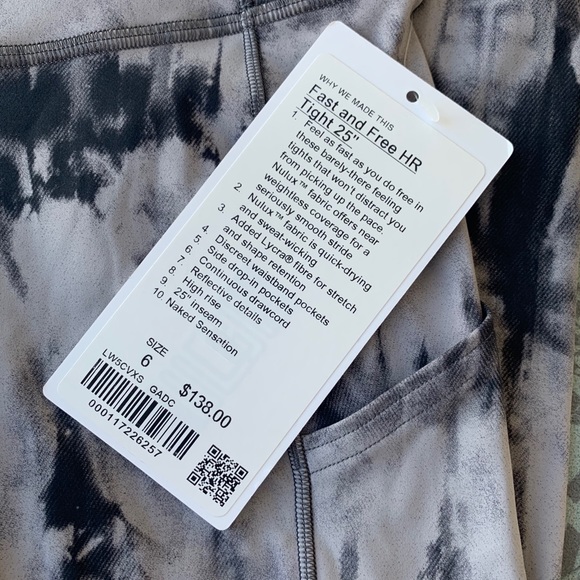 WHY WE MADE THIS
Fast and Free HR
Tight 25"
1. Feel as fast as you do free in
these barely-there feeling
tights that won't distract you
from picking up the pace.
Nulux™ fabric offers near
weightless coverage for a
seriously smooth stride
2. Nulux™ fabric is quick-drying
and sweat-wicking
3. Added Lycra® fibre for stretch
and shape retention
4. Discreet waistband pockets
5. Side drop-in pockets
6. Continuous drawcord
7. High rise
8. Reflective details
9. 25" inseam
10. Naked Sensation
SIZE
6
$138.00
LW5CVXS GADC
000117226257